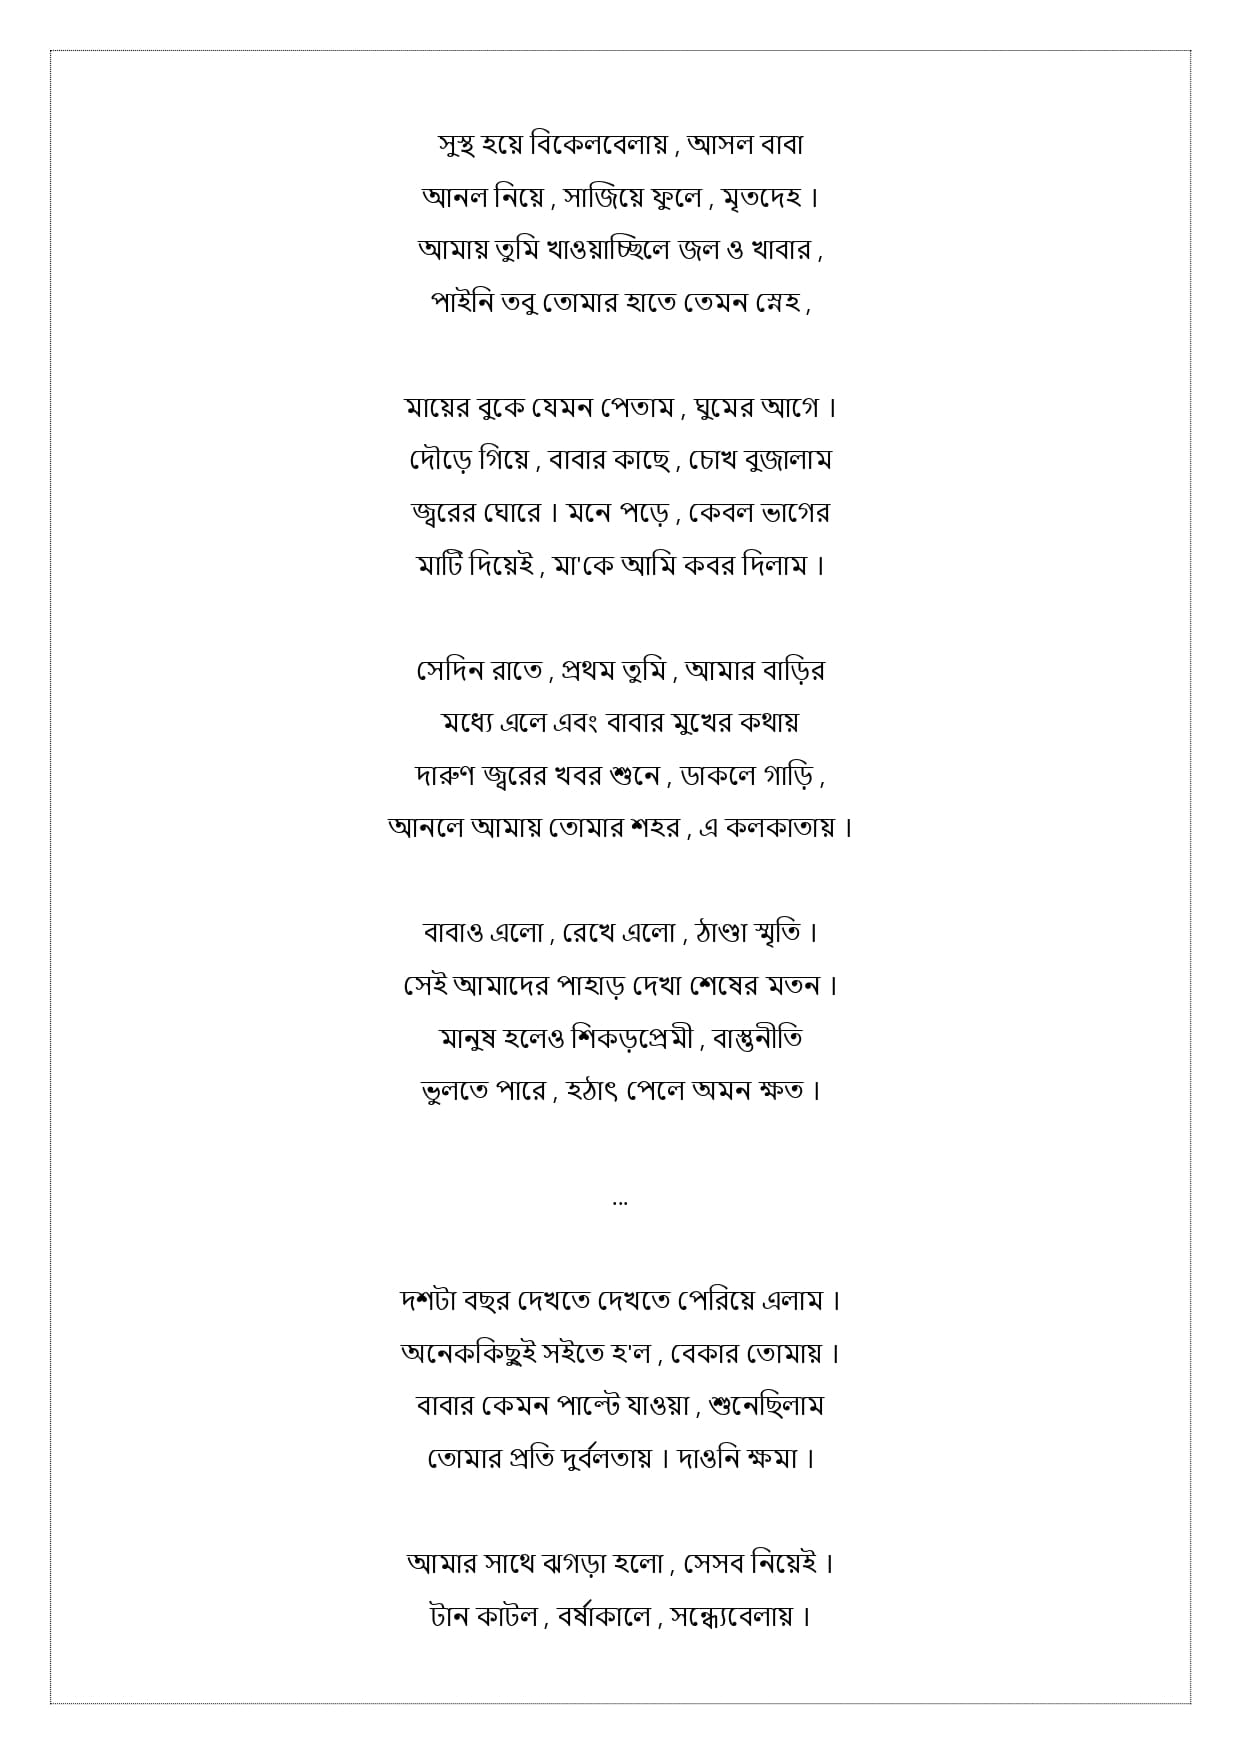 সুস্থ হয়ে বিকেলবেলায় , আসল বাবা
আনল নিয়ে , সাজিয়ে ফুলে , মৃতদেহ ।
আমায় তুমি খাওয়াচ্ছিলে জল ও খাবার ,
পাইনি তবু তোমার হাতে তেমন স্নেহ ,
মায়ের বুকে যেমন পেতাম , ঘুমের আগে ।
দৌড়ে গিয়ে , বাবার কাছে , চোখ বুজালাম
জ্বরের ঘোরে । মনে পড়ে , কেবল ভাগের
মাটি দিয়েই , মা'কে আমি কবর দিলাম ।
সেদিন রাতে , প্রথম তুমি , আমার বাড়ির
মধ্যে এলে এবং বাবার মুখের কথায়
দারুণ জ্বরের খবর শুনে , ডাকলে গাড়ি ,
আনলে আমায় তোমার শহর , এ কলকাতায় ।
বাবাও এলো , রেখে এলো , ঠাণ্ডা স্মৃতি ।
সেই আমাদের পাহাড় দেখা শেষের মতন ।
মানুষ হলেও শিকড়প্রেমী , বাস্তুনীতি
ভুলতে পারে , হঠাৎ পেলে অমন ক্ষত ।
...
দশটা বছর দেখতে দেখতে পেরিয়ে এলাম ।
অনেককিছুই সইতে হ'ল , বেকার তোমায় ।
বাবার কেমন পাল্টে যাওয়া , শুনেছিলাম
তোমার প্রতি দুর্বলতায় । দাওনি ক্ষমা ।
আমার সাথে ঝগড়া হলো , সেসব নিয়েই ।
টান কাটল , বর্ষাকালে , সন্ধ্যেবেলায় ।